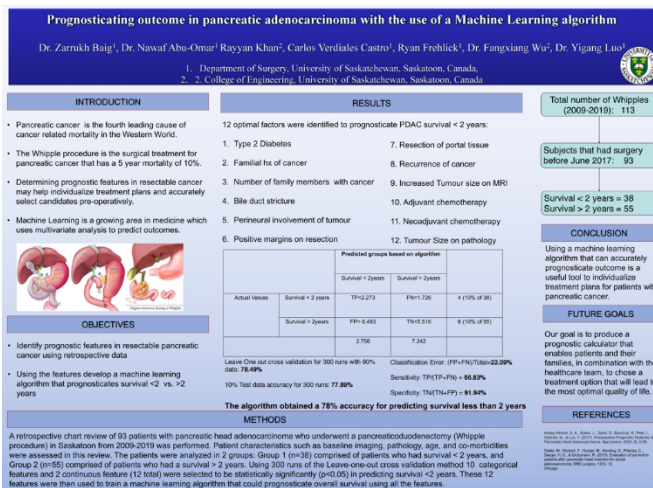 Prognosticating outcome in pancreatic adenocarcinoma with the use of a Machine Learning algorithm
Dr. Zarrukh Baig¹, Dr. Nawaf Abu-Omar¹ Rayyan Khan², Carlos Verdiales Castro¹, Ryan Frehlick¹, Dr. Fangxiang Wu², Dr. Yigang Luo¹
1. Department of Surgery, University of Saskatchewan, Saskatoon, Canada,
2. 2. College of Engineering, University of Saskatchewan, Saskatoon, Canada
INTRODUCTION
• Pancreatic cancer is the fourth leading cause of
cancer related mortality in the Western World.
• The Whipple procedure is the surgical treatment for
pancreatic cancer that has a 5 year mortality of 10%.
• Determining prognostic features in resectable cancer
may help individualize treatment plans and accurately
select candidates pre-operatively.
• Machine Learning is a growing area in medicine which
uses multivariate analysis to predict outcomes.
OBJECTIVES
• Identify prognostic features in resectable pancreatic
cancer using retrospective data
• Using the features develop a machine learning
algorithm that prognosticates survival <2 vs. >2
years
RESULTS
12 optimal factors were identified to prognosticate PDAC survival < 2 years:
1. Type 2 Diabetes
2. Familial hx of cancer
3. Number of family members with cancer
4. Bile duct stricture
5. Perineural involvement of tumour
6. Positive margins on resection
7. Resection of portal tissue
8. Recurrence of cancer
9. Increased Tumour size on MRI
10. Adjuvant chemotherapy
11. Neoadjuvant chemotherapy
12. Tumour Size on pathology
Predicted groups based on algorithm
Survival < 2years Survival > 2years
Actual Values Survival < 2 years TP=2.273 FN=1.726 4 (10% of 38)
Survival > 2years FP= 0.483 TN=5.516 6 (10% of 55)
2.756 7.242
Leave One out cross validation for 300 runs with 90%
data: 78.49%
10% Test data accuracy for 300 runs: 77.89%
Classification Error: (FP+FN)/Total=22.09%
Sensitivity: TP/(TP+FN) = 56.83%
Specificity: TN/(TN+FP) = 91.94%
The algorithm obtained a 78% accuracy for predicting survival less than 2 years
METHODS
A retrospective chart review of 93 patients with pancreatic head adenocarcinoma who underwent a pancreaticoduodenectomy (Whipple
procedure) in Saskatoon from 2009-2019 was performed. Patient characteristics such as baseline imaging, pathology, age, and co-morbidities
were assessed in this review. The patients were analyzed in 2 groups: Group 1 (n=38) comprised of patients who had survival < 2 years, and
Group 2 (n=55) comprised of patients who had a survival > 2 years. Using 300 runs of the Leave-one-out cross validation method 10 categorical
features and 2 continuous feature (12 total) were selected to be statistically significant (p<0.05) in predicting survival <2 years. These 12
features were then used to train a machine learning algorithm that could prognosticate overall survival using all the features.
Total number of Whipples
(2009-2019): 113
Subjects that had surgery
before June 2017: 93
Survival < 2 years = 38
Survival > 2 years = 55
CONCLUSION
Using a machine learning
algorithm that can accurately
prognosticate outcome is a
useful tool to individualize
treatment plans for patients with
pancreatic cancer.
FUTURE GOALS
Our goal is to produce a
prognostic calculator that
enables patients and their
families, in combination with the
healthcare team, to chose a
treatment option that will lead to
the most optimal quality of life.
REFERENCES